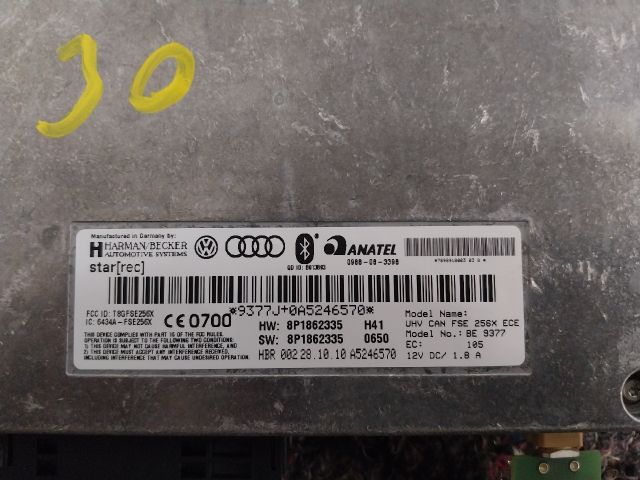 JO
Manufactured in Germany by:
HARMAN/BECKER
AUTOMOTIVE SYSTEMS
star[rec]
ANATEL
0988-08-3398
FCC ID: T8GFSE256X
IC: 6434A-FSE256X
CE 0700
*9377J+0A5246570*
HW: 8P1862335 H41
SW: 8P1862335 0650
HBR 002 28.10.10 A5246570
THIS DEVICE COMPLIES WITH PART 15 OF THE FCC RULES.
OPERATION IS SUBJECT TO THE FOLLOWING TWO CONDITIONS:
1) THIS DEVICE MAY NOT CAUSE HARMFUL INTERFERENCE, AND
2) THIS DEVICE MUST ACCEPT ANY INTERFERENCE RECEIVED,
INCLUDING INTERFERENCE THAT MAY CAUSE UNDESIRED OPERATION.
Model Name:
UHV CAN FSE 256X ECE
Model No.: BE 9377
EC: 105
12V DC/ 1.8 A